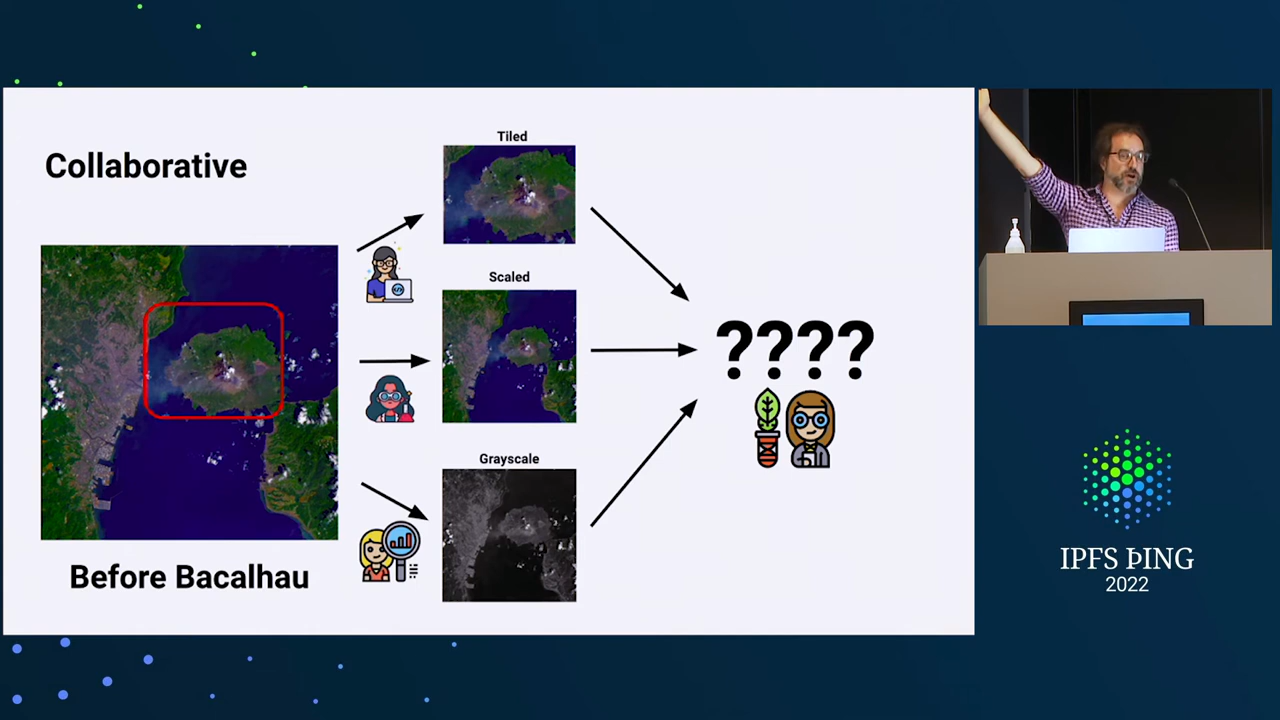 Collaborative
Tiled
Scaled
Grayscale
????
Before Bacalhau
IPFS ÞING
2022